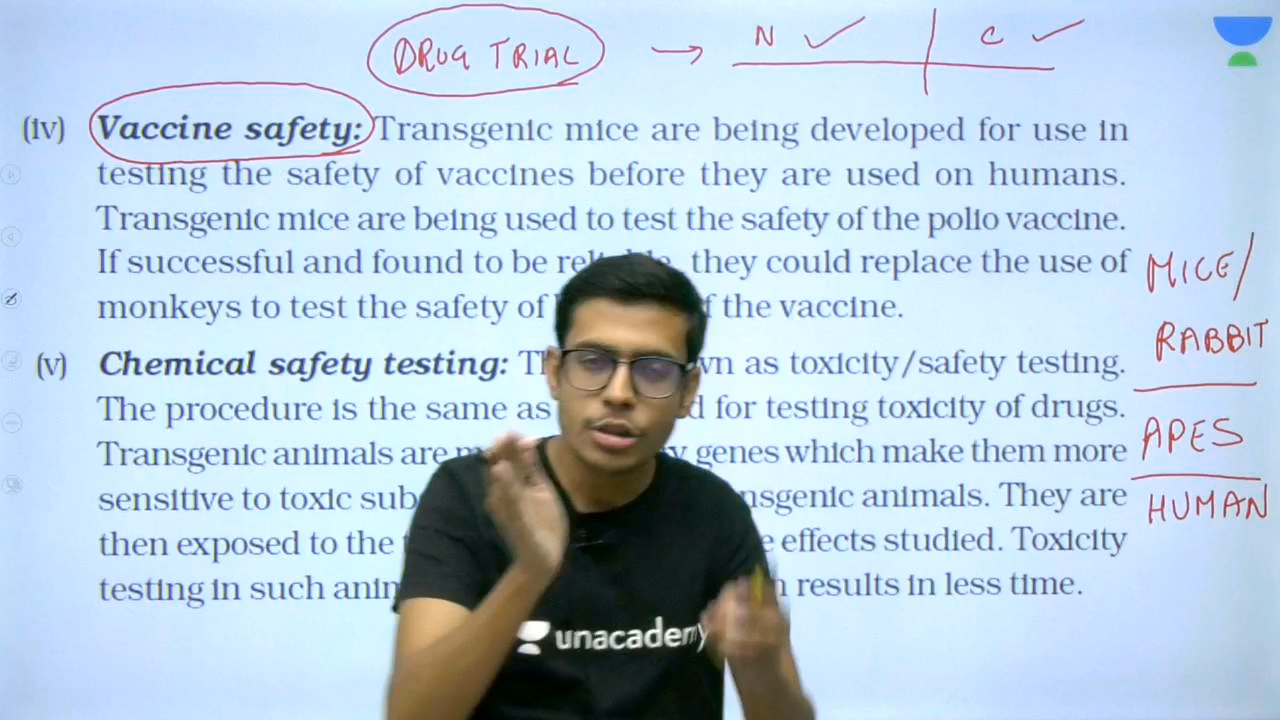 DRUG TRIAL → N ✓ | C ✓
(iv) Vaccine safety: Transgenic mice are being developed for use in
testing the safety of vaccines before they are used on humans.
Transgenic mice are being used to test the safety of the polio vaccine.
If successful and found to be they could replace the use of
monkeys to test the safety of the vaccine.
MICE/
RABBIT
(v) Chemical safety testing: as toxicity/safety testing.
The procedure is the same as for testing toxicity of drugs.
Transgenic animals are genes which make them more
APES
sensitive to toxic animals. They are
HUMAN
then exposed to the effects studied. Toxicity
testing in such results in less time.
unacademy